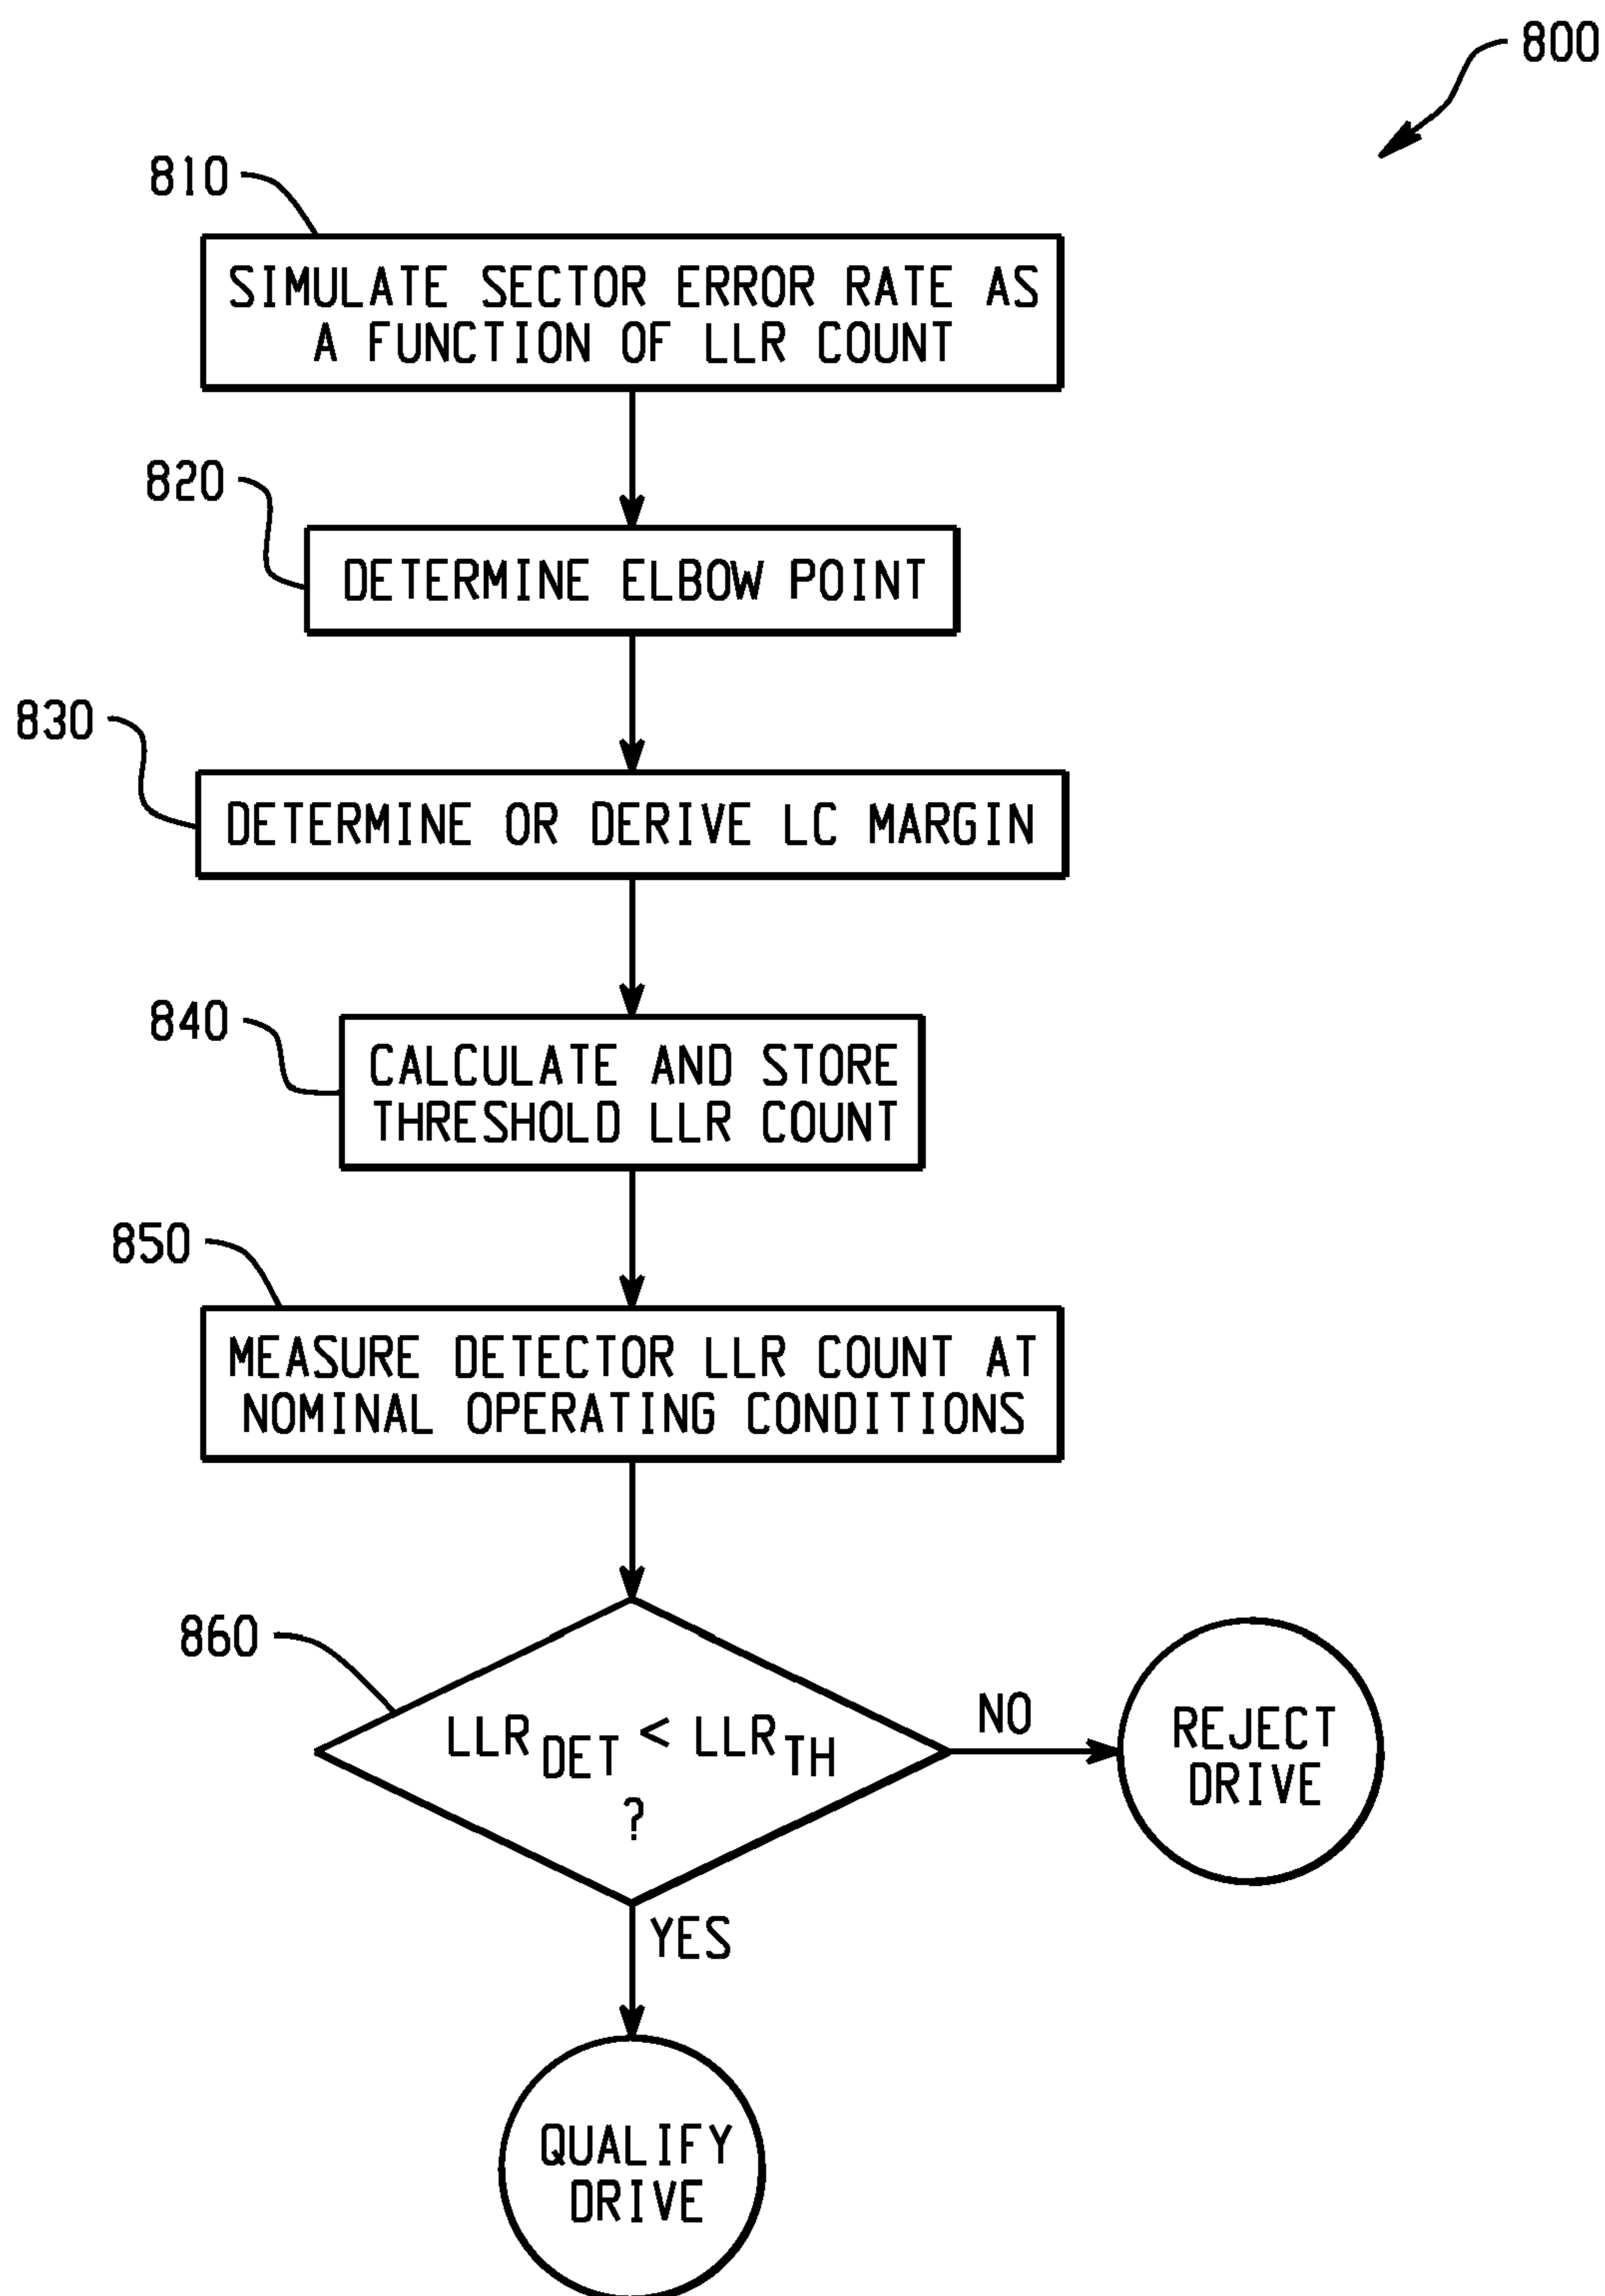 800
810
SIMULATE SECTOR ERROR RATE AS
A FUNCTION OF LLR COUNT
820
DETERMINE ELBOW POINT
830
DETERMINE OR DERIVE LC MARGIN
840
CALCULATE AND STORE
THRESHOLD LLR COUNT
850
MEASURE DETECTOR LLR COUNT AT
NOMINAL OPERATING CONDITIONS
860
LLR DET < LLR TH
?
NO
REJECT
DRIVE
YES
QUALIFY
DRIVE